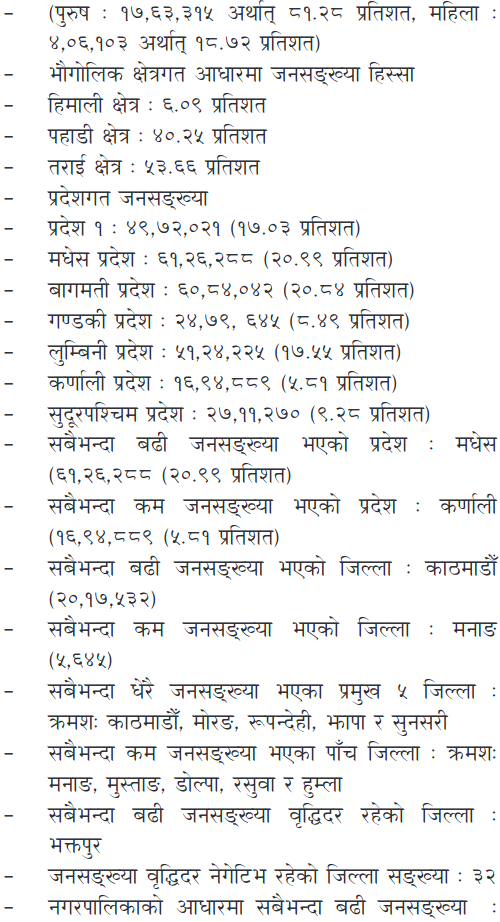 – (पुरुष : १७,६३,३१५ अर्थात् ८१.२८ प्रतिशत, महिला :
४,०६,१०३ अर्थात् १८.७२ प्रतिशत)
– भौगोलिक क्षेत्रगत आधारमा जनसङ्ख्या हिस्सा
– हिमाली क्षेत्र : ६.०९ प्रतिशत
– पहाडी क्षेत्र : ४०.२५ प्रतिशत
– तराई क्षेत्र : ५३.६६ प्रतिशत
– प्रदेशगत जनसङ्ख्या
– प्रदेश १ : ४९,७२,०२१ (१७.०३ प्रतिशत)
– मधेस प्रदेश : ६१,२६,२८८ (२०.९९ प्रतिशत)
– बागमती प्रदेश : ६०,८४,०४२ (२०.८४ प्रतिशत)
– गण्डकी प्रदेश : २४,७९, ६४५ (८.४९ प्रतिशत)
– लुम्बिनी प्रदेश : ५१,२४,२२५ (१७.५५ प्रतिशत)
– कर्णाली प्रदेश : १६,९४,८८९ (५.८१ प्रतिशत)
– सुदूरपश्चिम प्रदेश : २७,११,२७० (९.२८ प्रतिशत)
– सबैभन्दा बढी जनसङ्ख्या भएको प्रदेश : मधेस
(६१,२६,२८८ (२०.९९ प्रतिशत)
– सबैभन्दा कम जनसङ्ख्या भएको प्रदेश : कर्णाली
(१६,९४,८८९ (५.८१ प्रतिशत)
– सबैभन्दा बढी जनसङ्ख्या भएको जिल्ला : काठमाडौँ
(२०,१७,५३२)
– सबैभन्दा कम जनसङ्ख्या भएको जिल्ला : मनाङ
(५,६४५)
– सबैभन्दा धेंरै जनसङ्ख्या भएका प्रमुख ५ जिल्ला :
क्रमशः काठमाडौँ, मोरङ, रूपन्देही, झापा र सुनसरी
– सबैभन्दा कम जनसङ्ख्या भएका पाँच जिल्ला : क्रमशः
मनाङ, मुस्ताङ, डोल्पा, रसुवा र हुम्ला
– सबैभन्दा बढी जनसङ्ख्या वृद्धिदर रहेको जिल्ला :
भक्तपुर
– जनसङ्ख्या वृद्धिदर नेगेटिभ रहेको जिल्ला सङ्ख्या : ३२
– नगरपालिकाको आधारमा सबैभन्दा बढी जनसङ्ख्या :